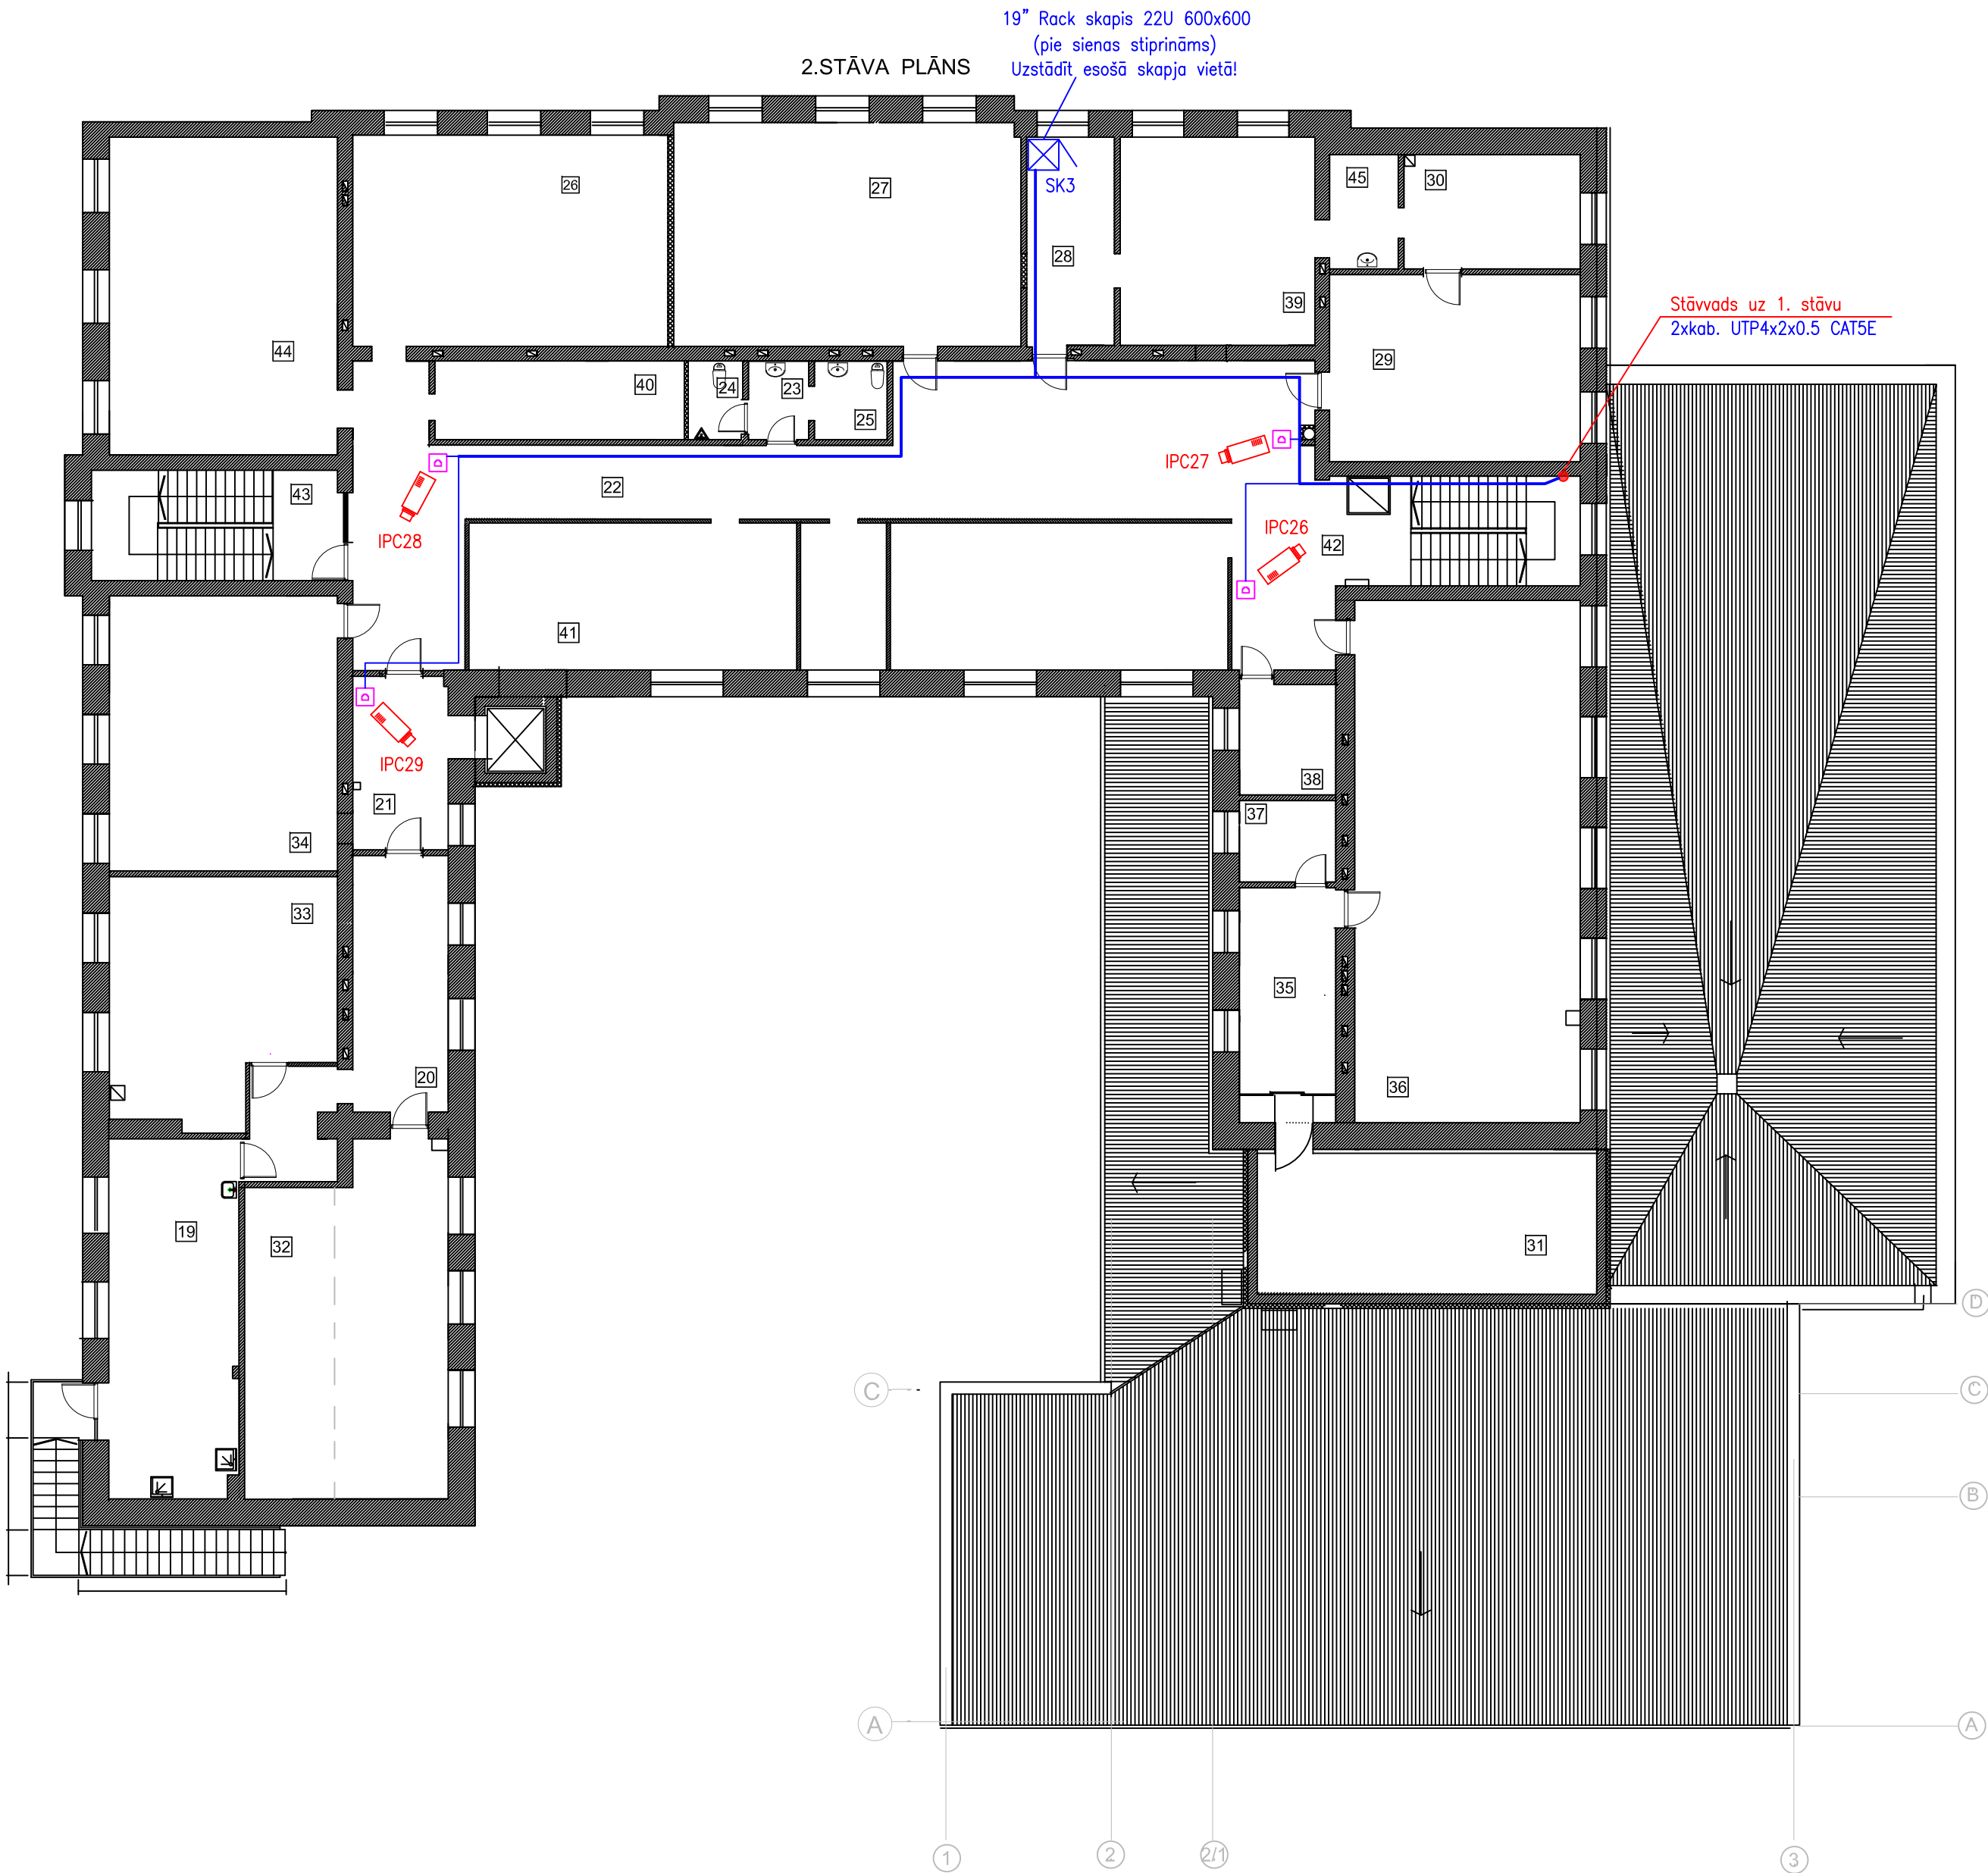 19” Rack skapis 22U 600x600
(pie sienas stiprināms)
Uzstādīt esošā skapja vietā!
2.STĀVA PLĀNS
SK3
26
27
28
45
30
39
44
Stāvvads uz 1. stāvu
2xkab. UTP4x2x0.5 CAT5E
29
40
24
23
25
IPC27
22
43
IPC28
IPC26
42
41
IPC29
21
38
37
34
33
35
20
36
19
32
31
D
C
C
B
A
A
1
2
2/1
3